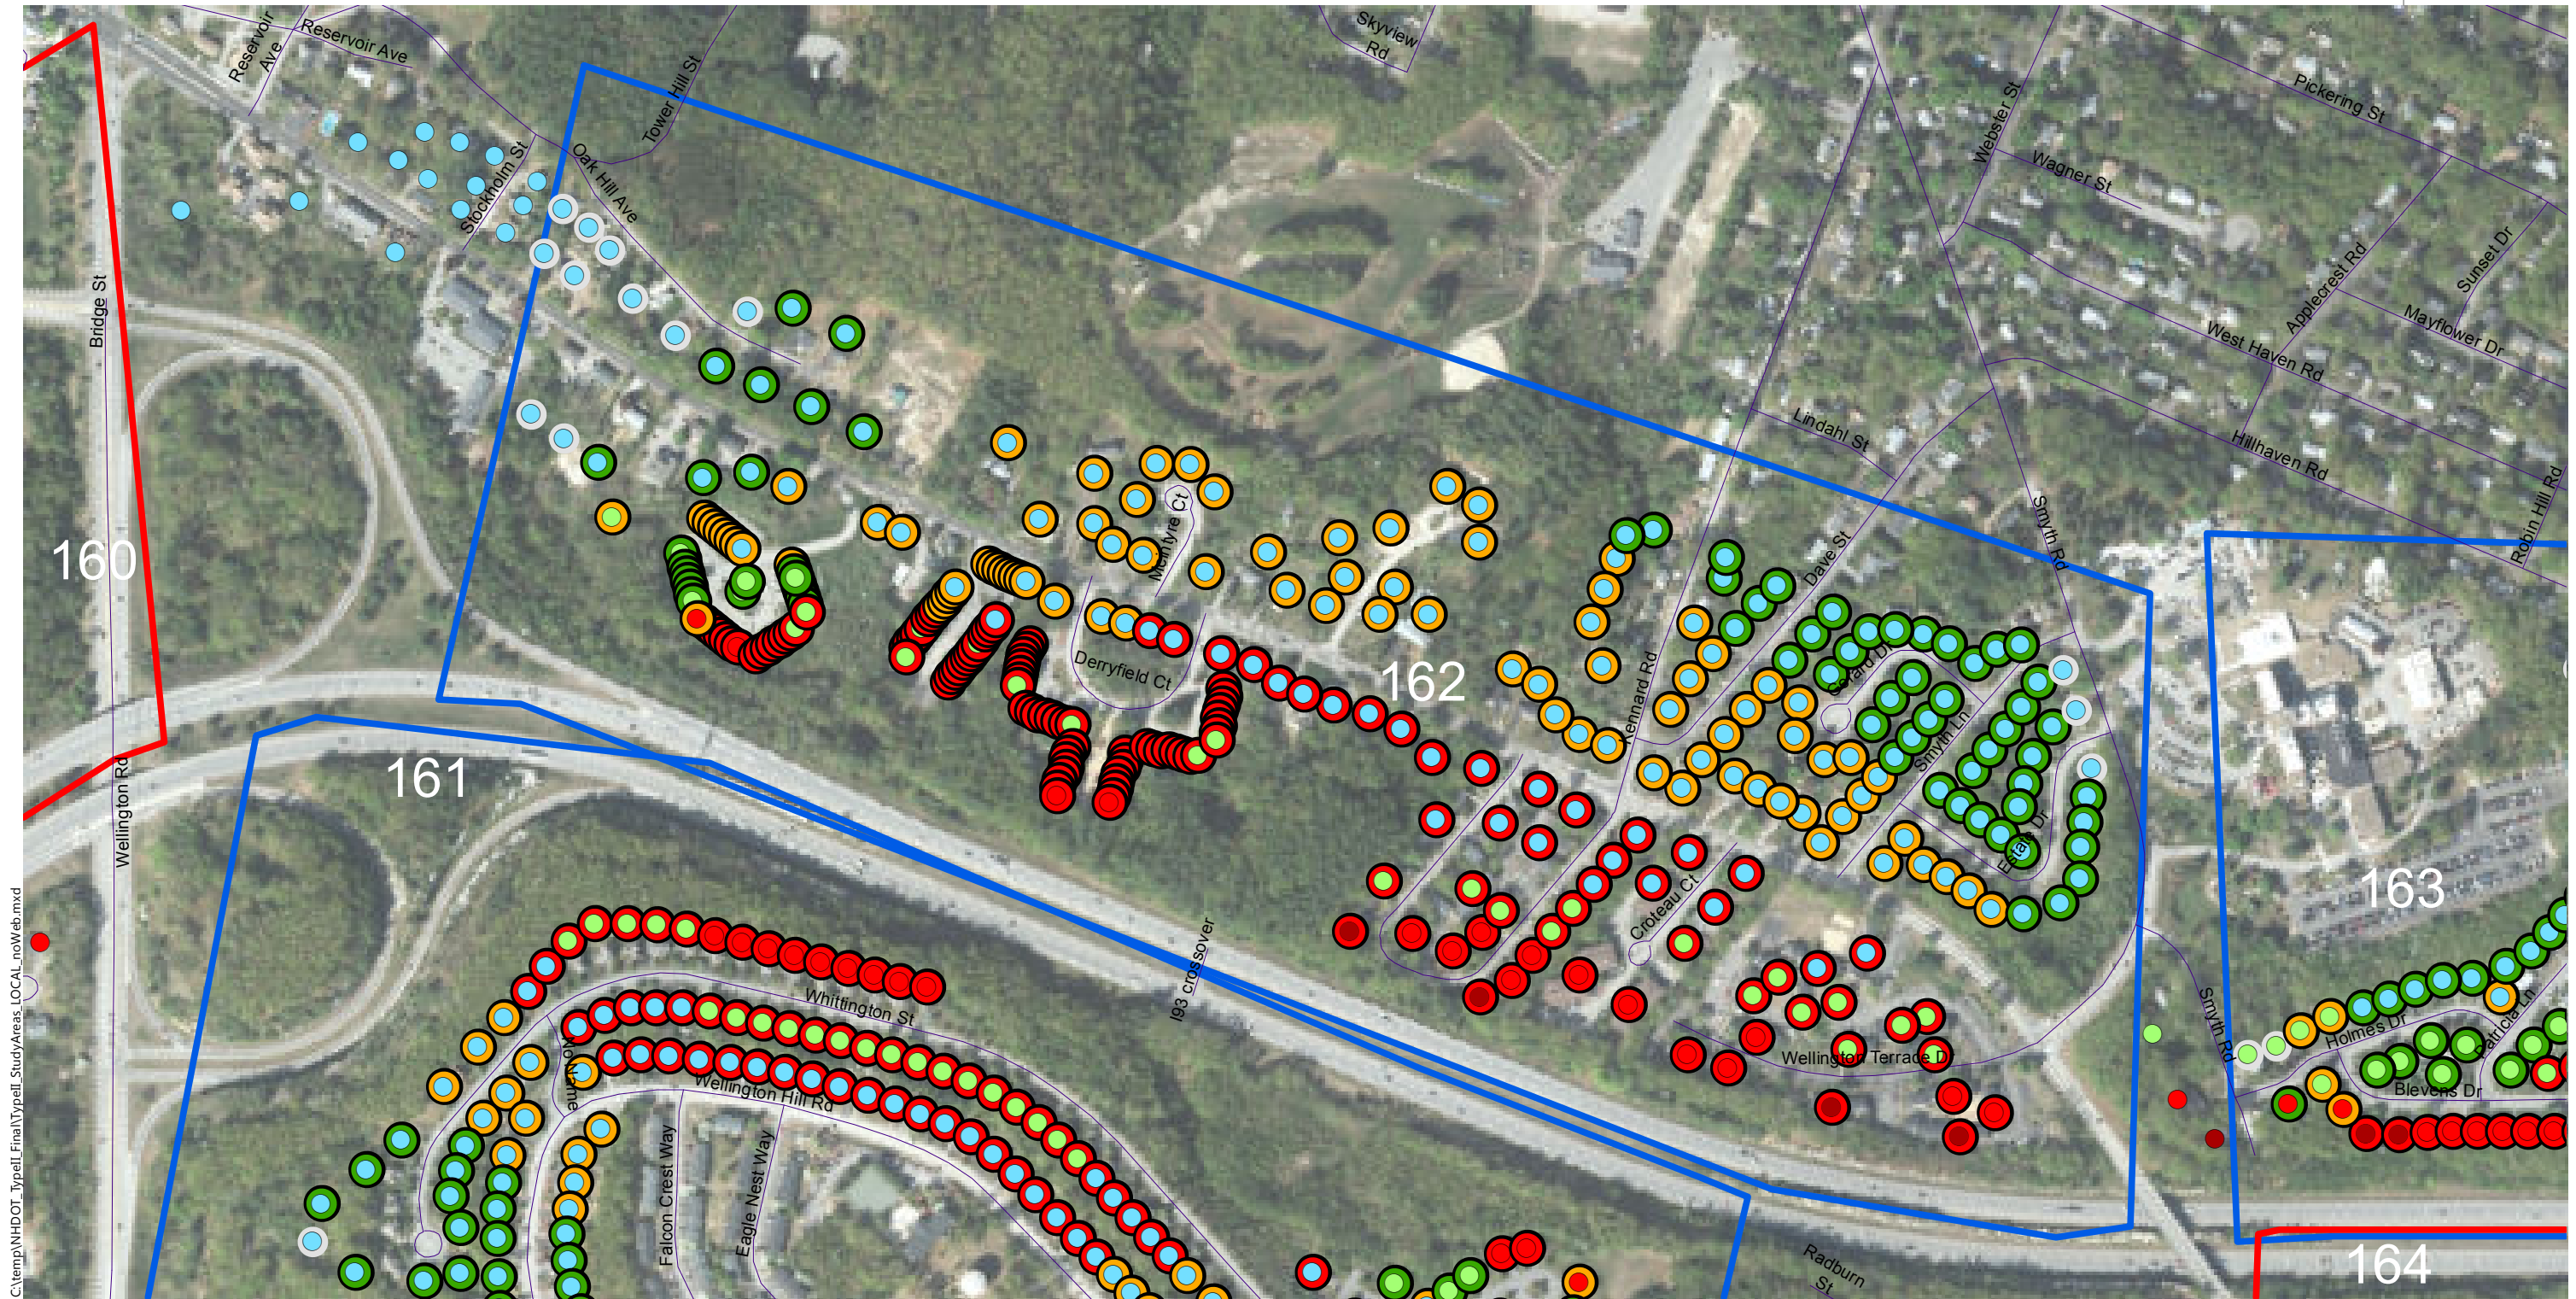 Reservoir
Ave
Reservoir Ave
Tower Hill St
Skyview
Rd
Webster St
Pickering St
Wagner St
Stockholm St
Oak Hill Ave
Applecrest Rd
Sunset Dr
Mayflower Dr
West Haven Rd
Bridge St
Lindahl St
Hillhaven Rd
Robin Hill Rd
Smyth Rd
McIntyre Ct
Dave St
160
Derryfield Ct
162
Kennard Rd
Smyth Ln
161
Wellington Rd
Estate Dr
163
Croteau Ct
I93 crossover
Whittington St
No Name
Wellington Hill Rd
Wellington Terrace Dr
Smyth Rd
Holmes Dr
Patricia Ln
Blevens Dr
Falcon Crest Way
Eagle Nest Way
Radburn
St
164
C:\temp\NHDOT_TypeII_Final\TypeII_StudyAreas_LOCAL_noWeb.mxd